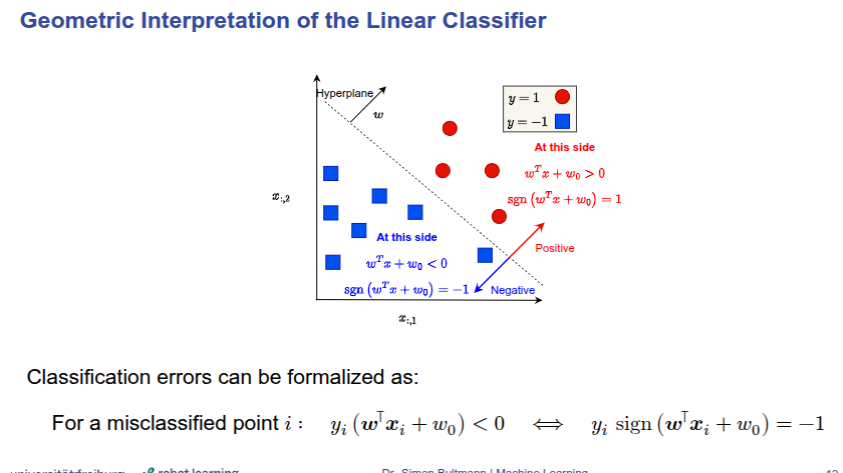 Geometric Interpretation of the Linear Classifier
Hyperplane
w
y = 1
y = −1
At this side
wᵀx + w₀ > 0
sgn (wᵀx + w₀) = 1
x:,2
At this side
wᵀx + w₀ < 0
sgn (wᵀx + w₀) = −1
Positive
Negative
x:,1
Classification errors can be formalized as:
For a misclassified point i : yᵢ (wᵀxᵢ + w₀) < 0 ⟺ yᵢ sign (wᵀxᵢ + w₀) = −1
robot learning
Dr. Simon Bultmann | Machine Learning